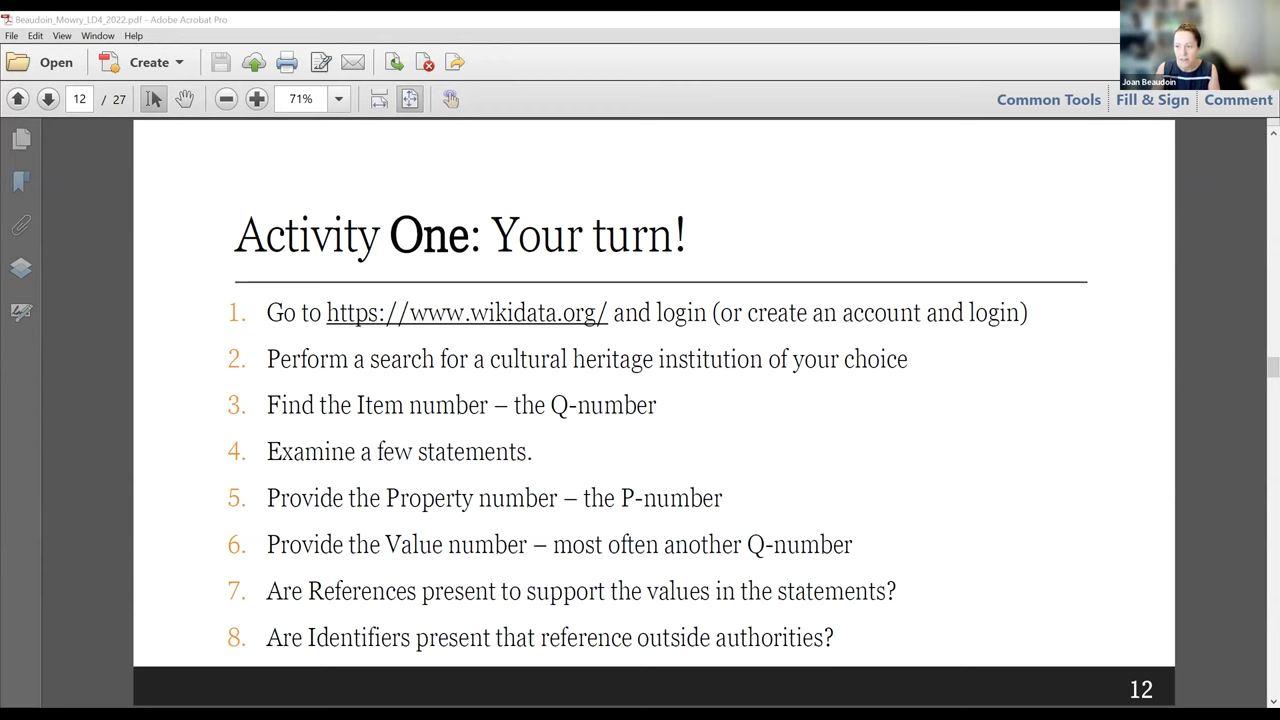 Beaudoin_Mowry_LD4_2022.pdf - Adobe Acrobat Pro
File Edit View Window Help
Open Create
12 / 27 71% Common Tools Fill & Sign Comment
Joan Beaudoin
Activity One: Your turn!
1. Go to https://www.wikidata.org/ and login (or create an account and login)
2. Perform a search for a cultural heritage institution of your choice
3. Find the Item number – the Q-number
4. Examine a few statements.
5. Provide the Property number – the P-number
6. Provide the Value number – most often another Q-number
7. Are References present to support the values in the statements?
8. Are Identifiers present that reference outside authorities?
12